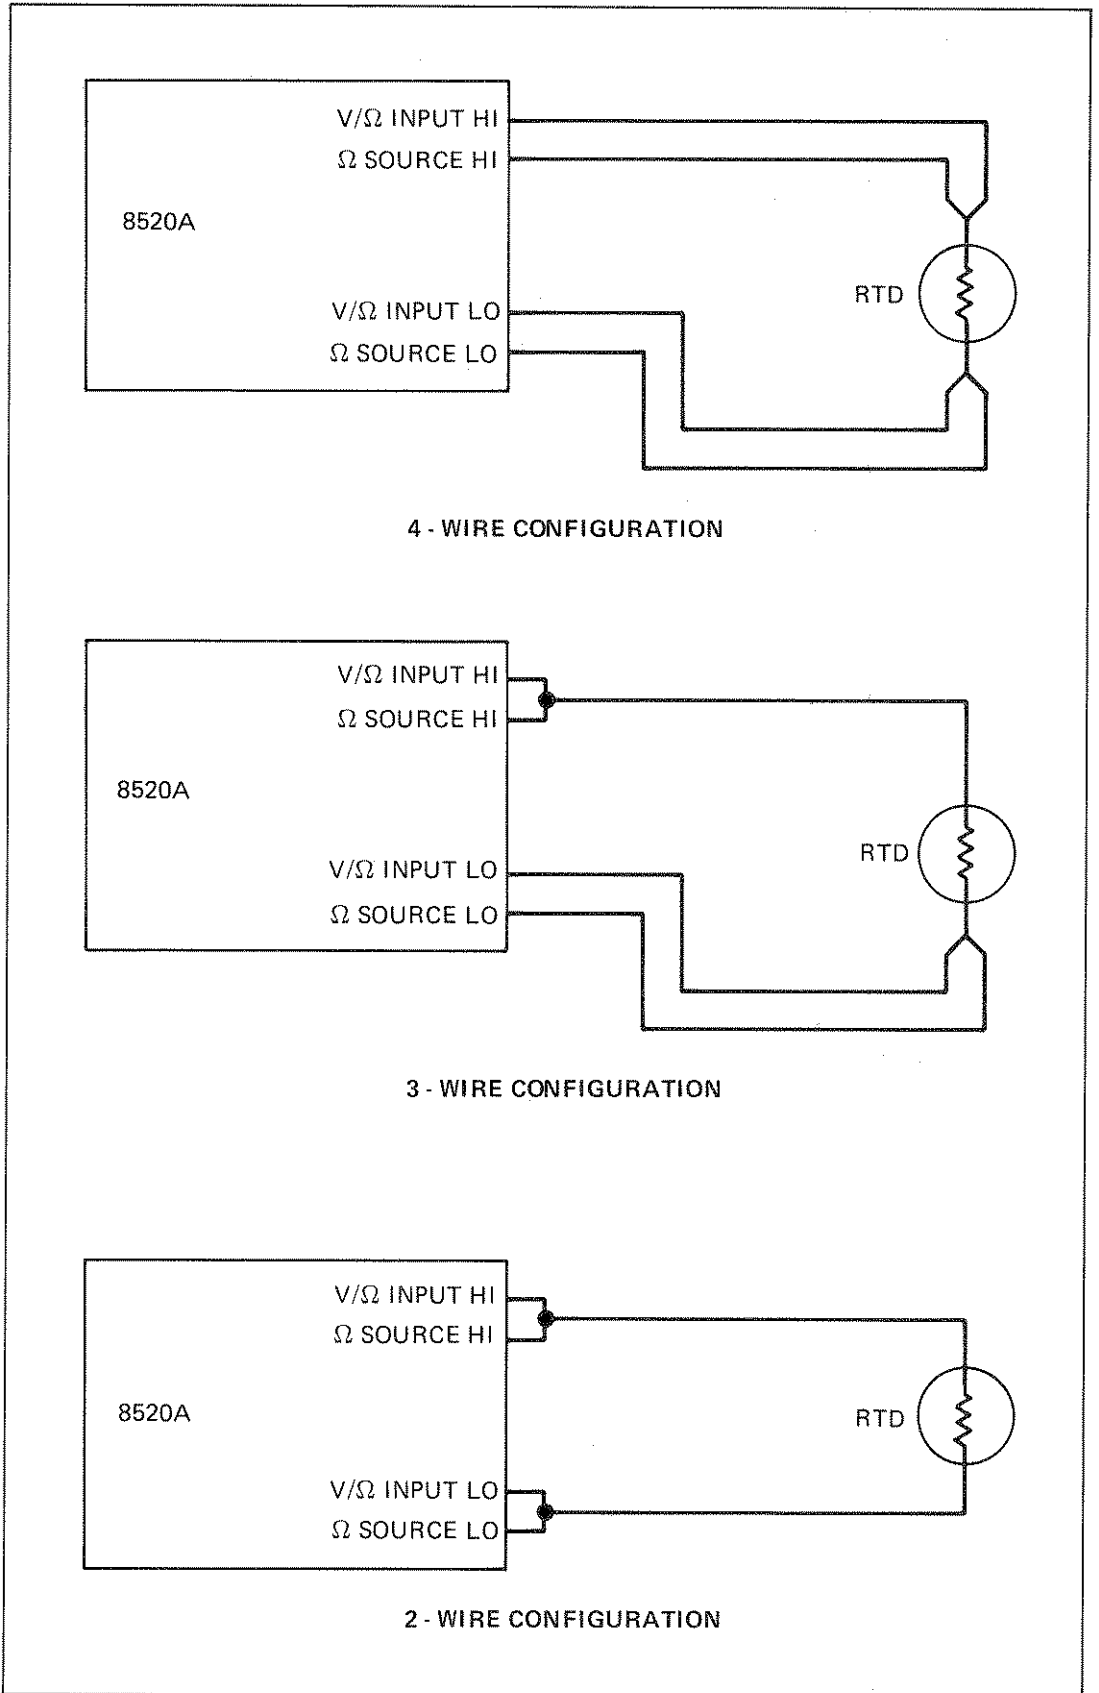 V/Ω INPUT HI
Ω SOURCE HI
8520A
RTD
V/Ω INPUT LO
Ω SOURCE LO
4 - WIRE CONFIGURATION
V/Ω INPUT HI
Ω SOURCE HI
8520A
RTD
V/Ω INPUT LO
Ω SOURCE LO
3 - WIRE CONFIGURATION
V/Ω INPUT HI
Ω SOURCE HI
8520A
RTD
V/Ω INPUT LO
Ω SOURCE LO
2 - WIRE CONFIGURATION